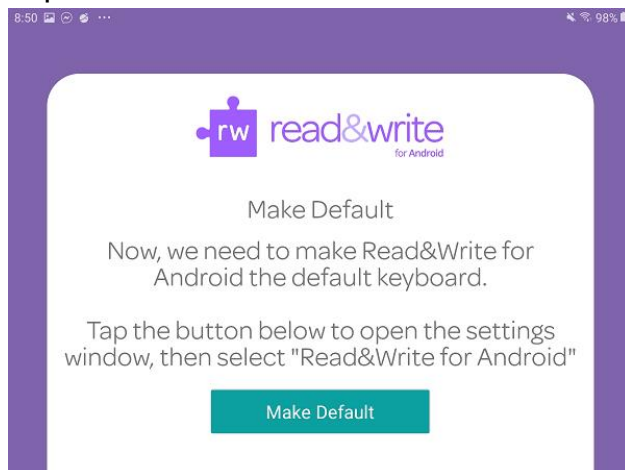 8:50 98%
rw read&write
for Android
Make Default
Now, we need to make Read&Write for
Android the default keyboard.
Tap the button below to open the settings
window, then select "Read&Write for Android"
Make Default